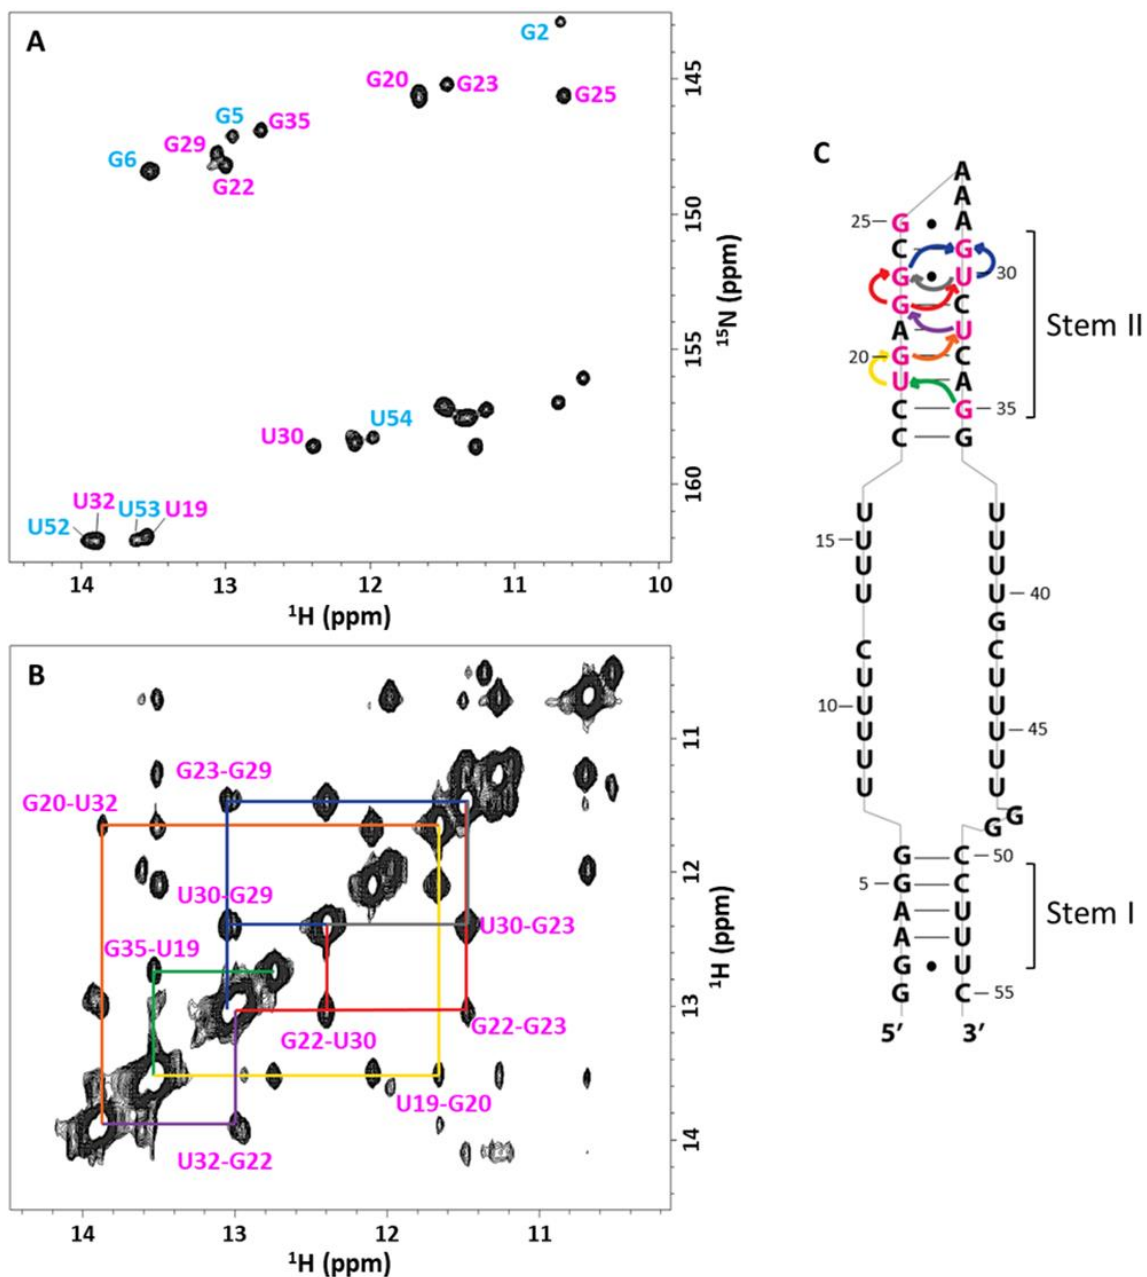 A
G2
G20
G23
G25
G5
G35
G29
G6
G22
U30
U54
U32
U53
U19
U52
145
150
155
160
¹⁵N (ppm)
14 13 12 11 10
¹H (ppm)
B
G23-G29
G20-U32
U30-G29
U30-G23
G35-U19
G22-G23
G22-U30
U19-G20
U32-G22
11
12
13
14
¹H (ppm)
14 13 12 11
¹H (ppm)
C
A
A
25 G • A
C G
G • U 30
G C
A U
20 G C
U A
C G 35
C G
Stem II
U U
15 U U
U U
U U 40
G
C C
U U
10 U U
U U 45
U U
U U
G
G
G C 50
5 G C
A U
A U
G • U
G C 55
Stem I
5′ 3′